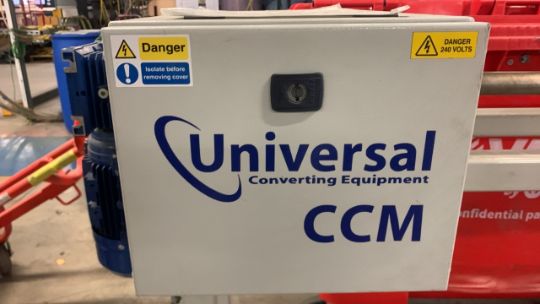 Danger
Isolate before
removing cover
DANGER
240 VOLTS
Universal
Converting Equipment
CCM